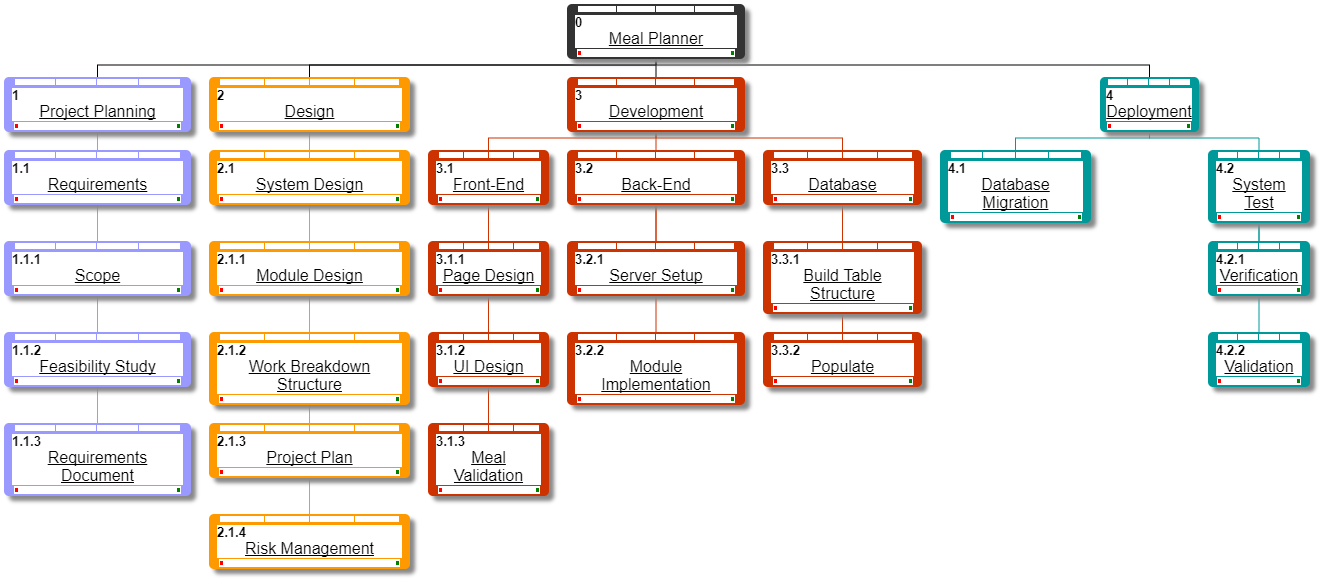 0
Meal Planner
1
Project Planning
2
Design
3
Development
4
Deployment
1.1
Requirements
2.1
System Design
3.1
Front-End
3.2
Back-End
3.3
Database
4.1
Database
Migration
4.2
System
Test
1.1.1
Scope
2.1.1
Module Design
3.1.1
Page Design
3.2.1
Server Setup
3.3.1
Build Table
Structure
4.2.1
Verification
1.1.2
Feasibility Study
2.1.2
Work Breakdown
Structure
3.1.2
UI Design
3.2.2
Module
Implementation
3.3.2
Populate
4.2.2
Validation
1.1.3
Requirements
Document
2.1.3
Project Plan
3.1.3
Meal
Validation
2.1.4
Risk Management